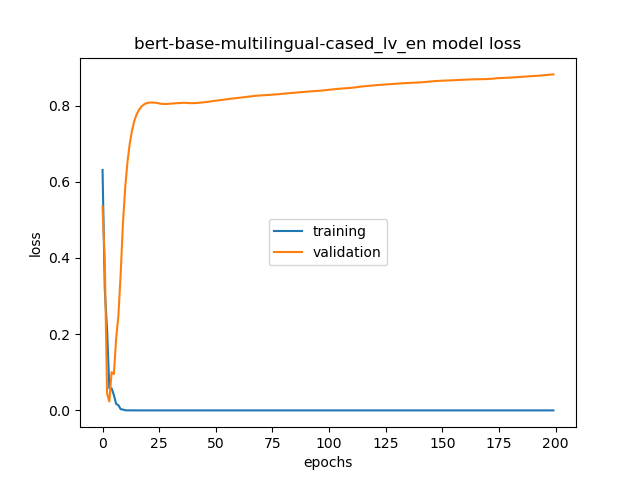 bert-base-multilingual-cased_lv_en model loss
loss
0.8
0.6
0.4
0.2
0.0
training
validation
0 25 50 75 100 125 150 175 200
epochs